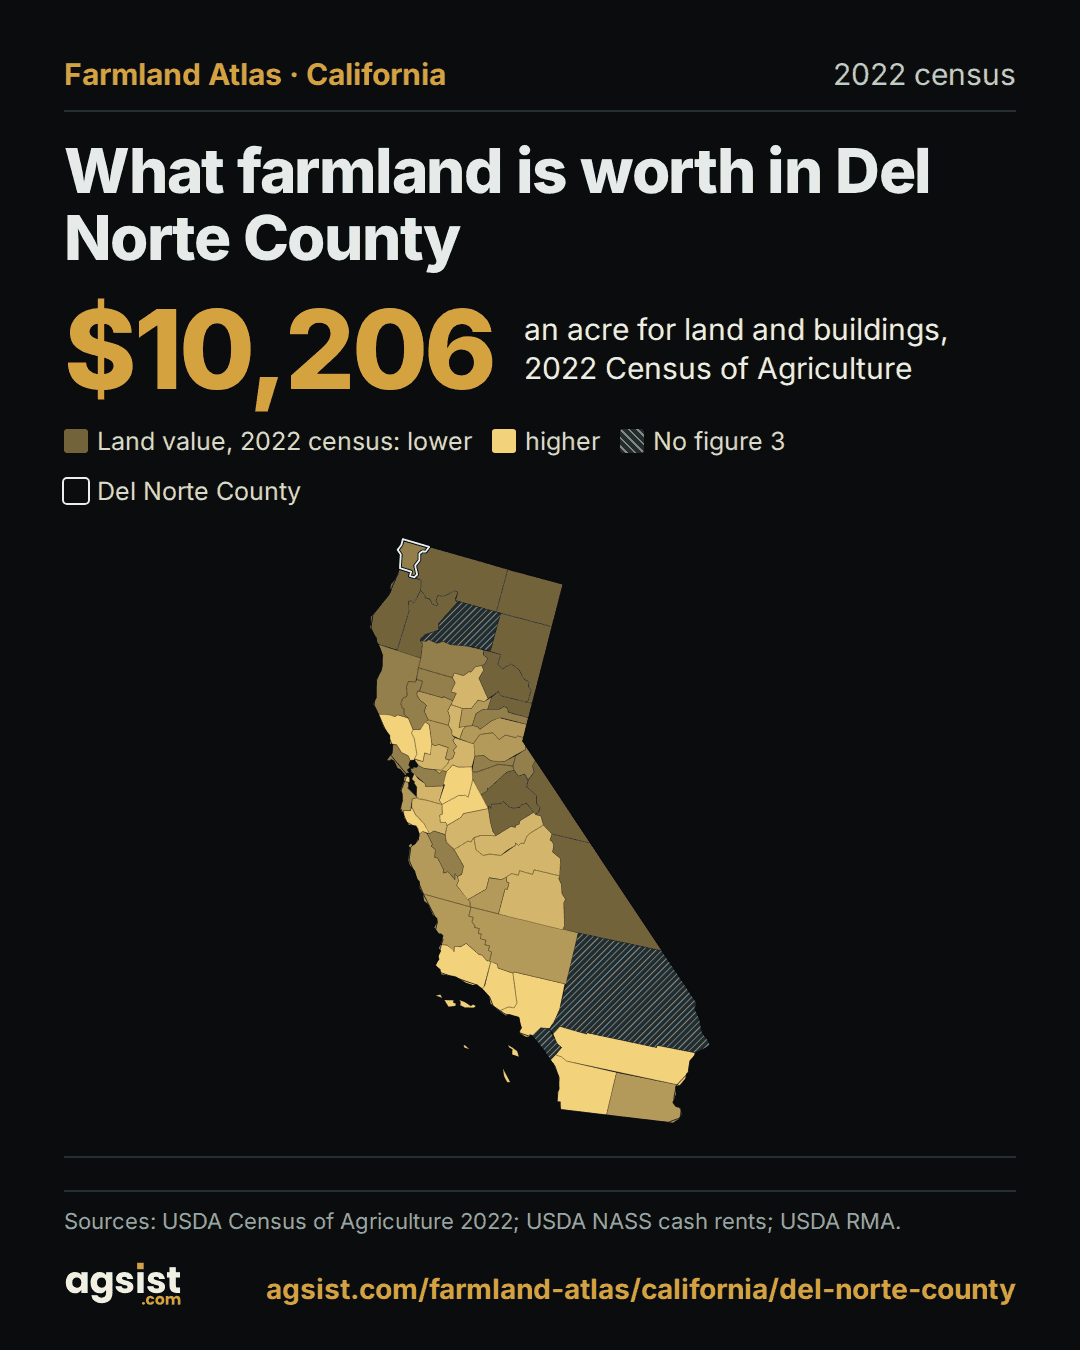 Farmland Atlas · California
2022 census
What farmland is worth in Del
Norte County
$10,206
an acre for land and buildings,
2022 Census of Agriculture
Land value, 2022 census: lower
higher
No figure 3
Del Norte County
Sources: USDA Census of Agriculture 2022; USDA NASS cash rents; USDA RMA.
agsist
.com
agsist.com/farmland-atlas/california/del-norte-county